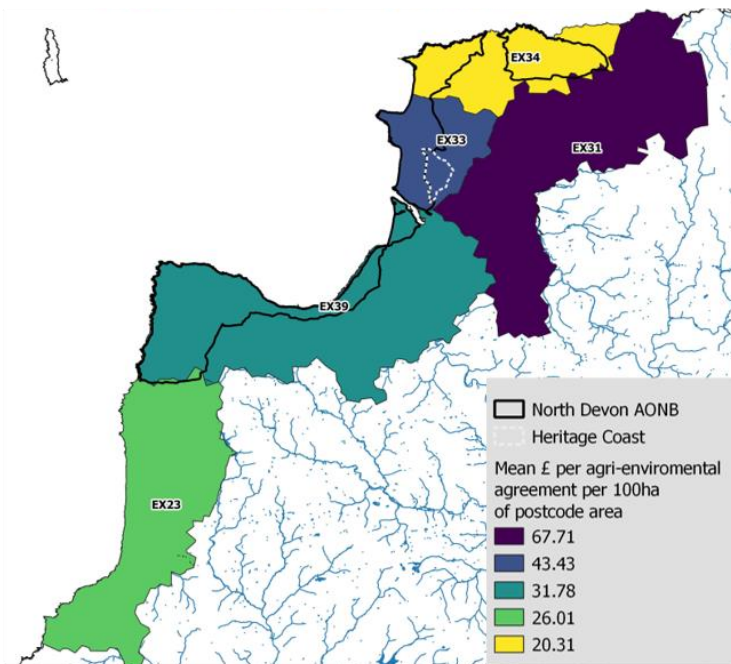 EX34
EX33
EX31
EX39
EX23
North Devon AONB
Heritage Coast
Mean £ per agri-enviromental
agreement per 100ha
of postcode area
67.71
43.43
31.78
26.01
20.31